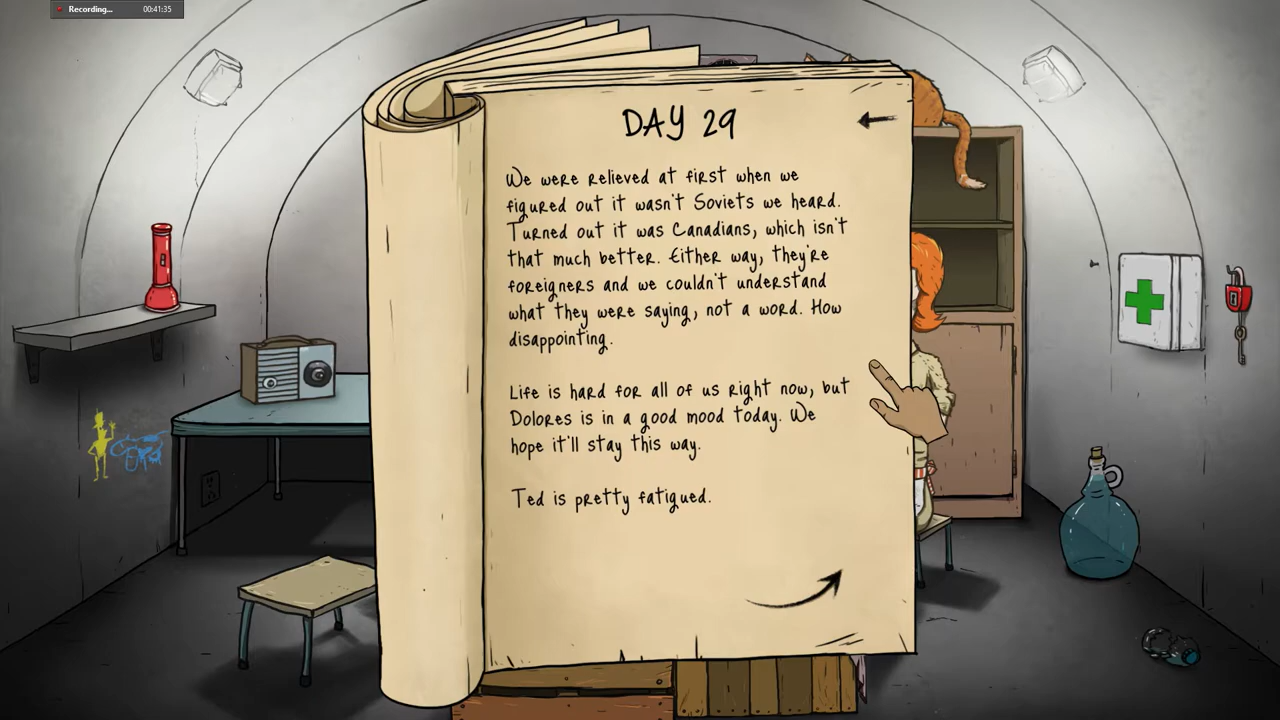 Recording... 00:41:35
DAY 29
We were relieved at first when we
figured out it wasn't Soviets we heard.
Turned out it was Canadians, which isn't
that much better. Either way, they're
foreigners and we couldn't understand
what they were saying, not a word. How
disappointing.
Life is hard for all of us right now, but
Dolores is in a good mood today. We
hope it'll stay this way.
Ted is pretty fatigued.